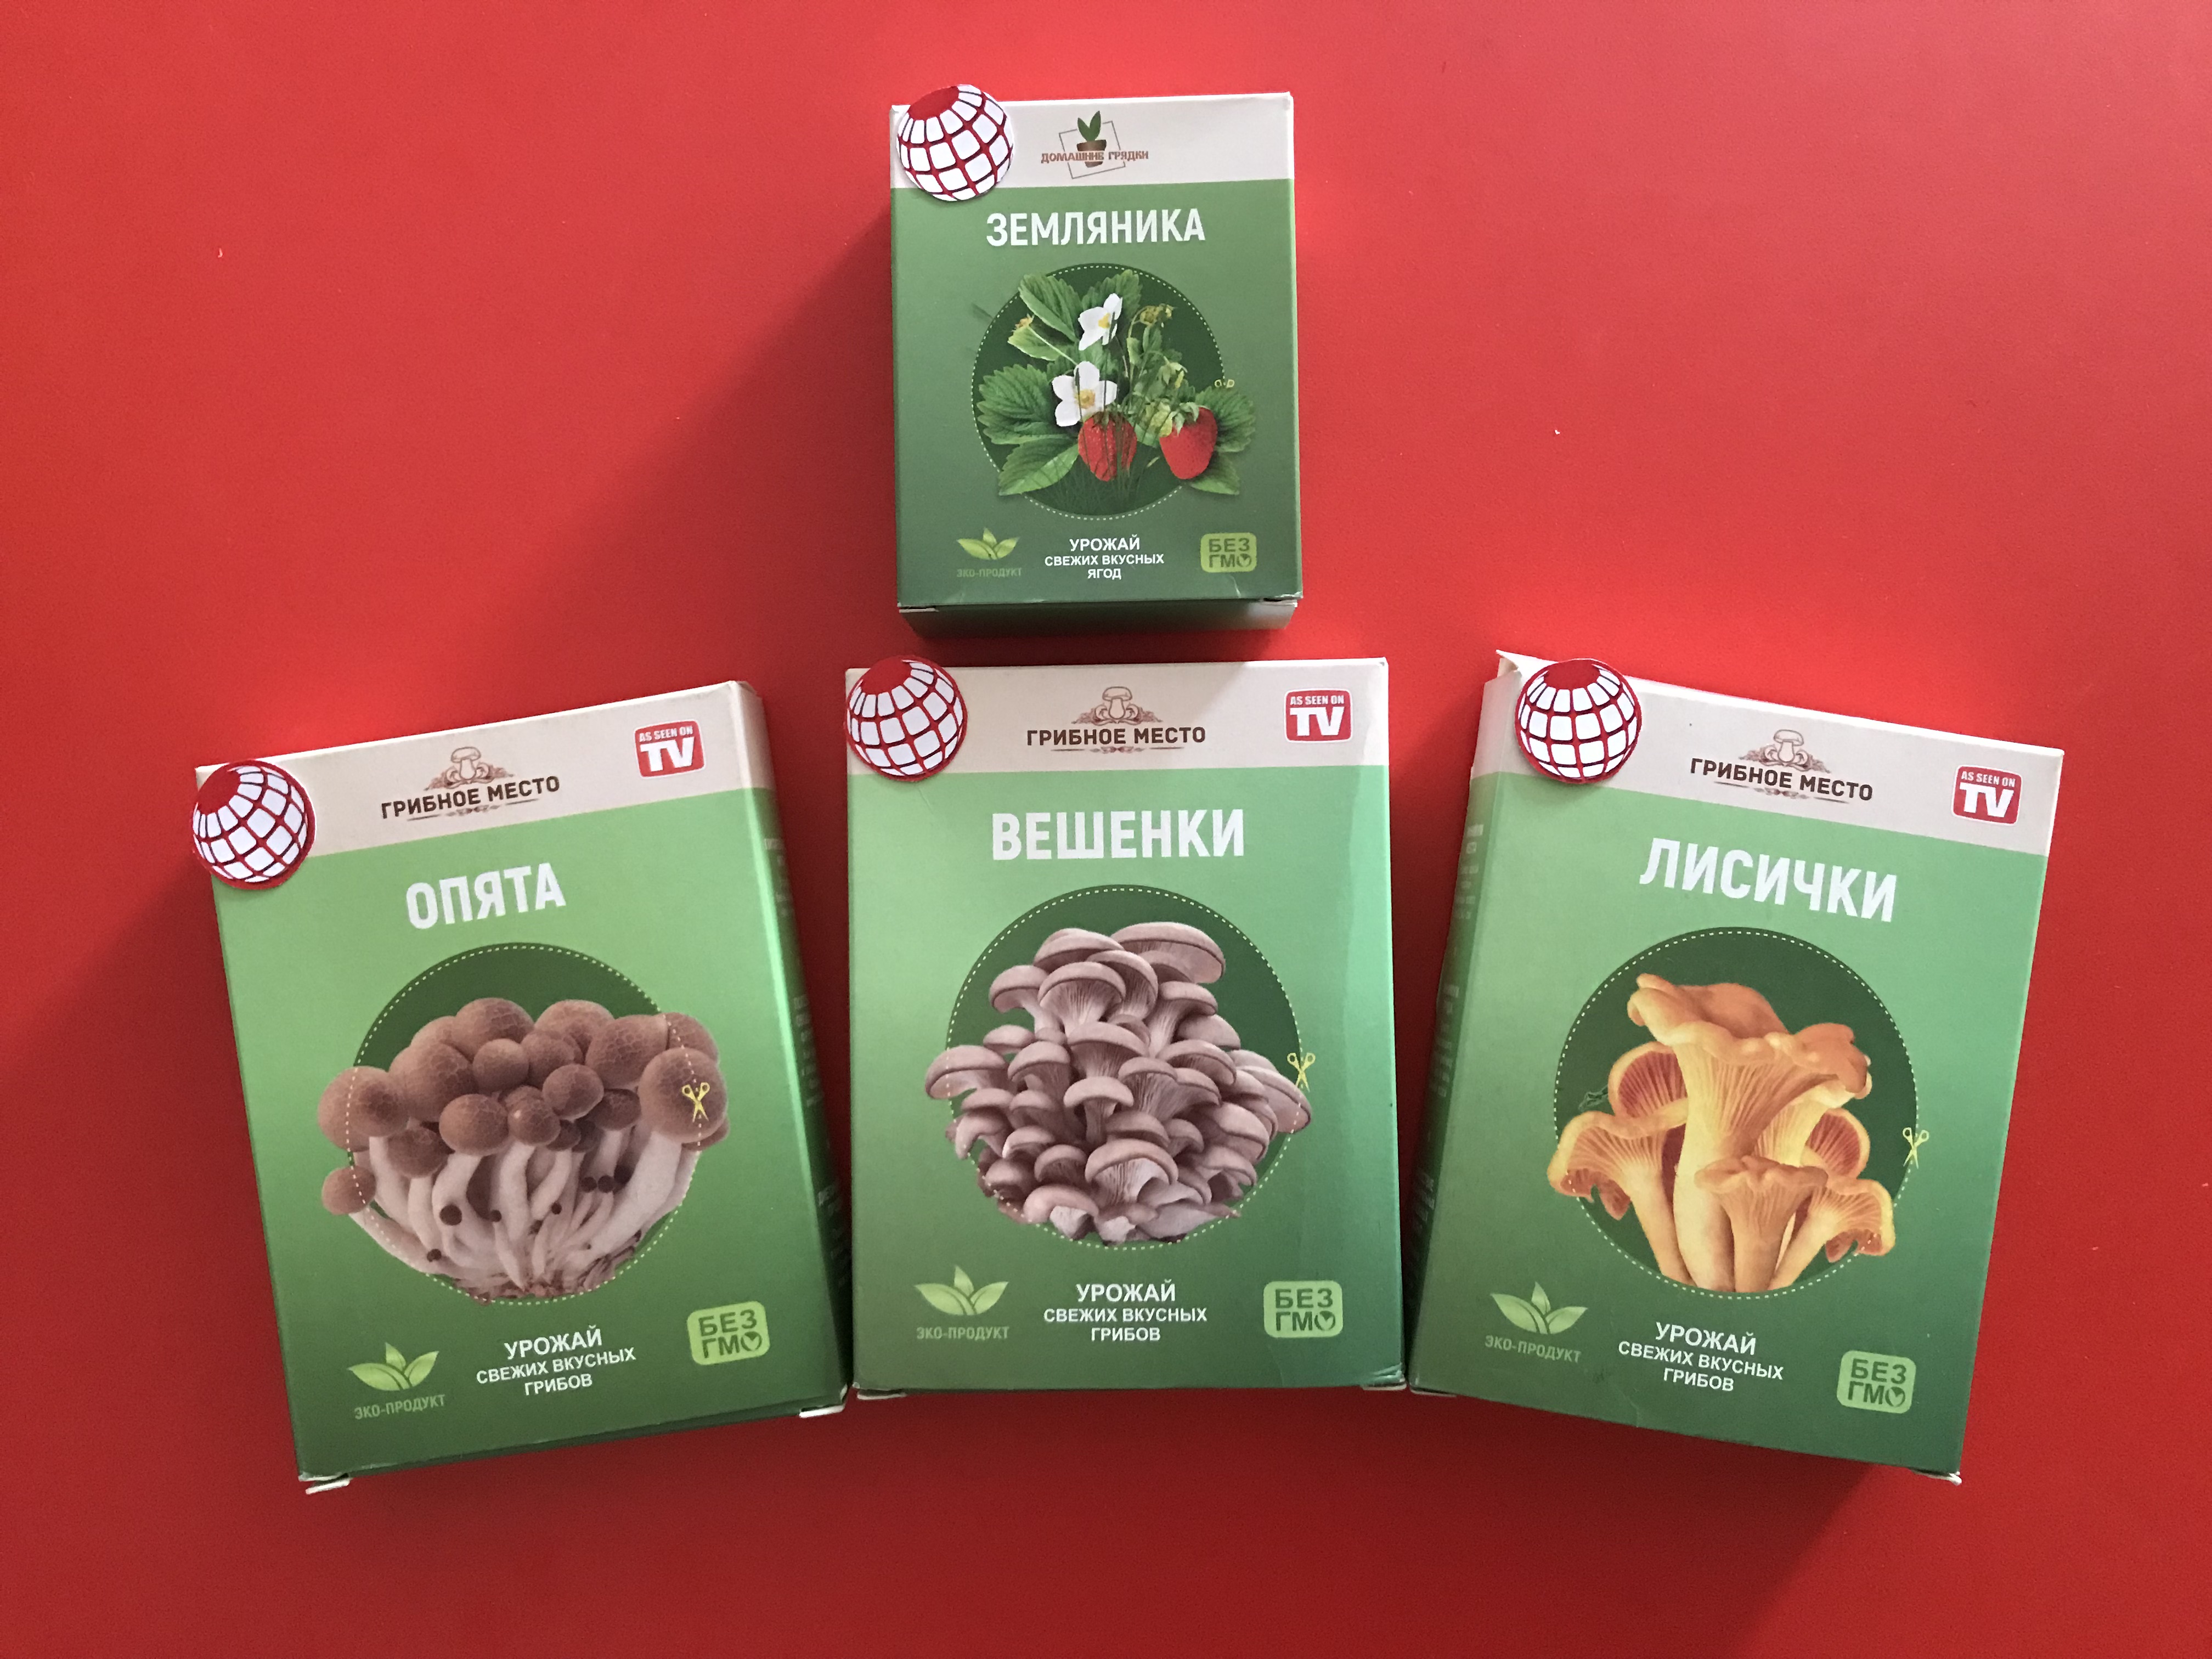 ДОМАШНИЕ ГРЯДКИ
ЗЕМЛЯНИКА
ЭКО-ПРОДУКТ
УРОЖАЙ
СВЕЖИХ ВКУСНЫХ
ЯГОД
БЕЗ
ГМО
ГРИБНОЕ МЕСТО
AS SEEN ON
TV
ОПЯТА
ЭКО-ПРОДУКТ
УРОЖАЙ
СВЕЖИХ ВКУСНЫХ
ГРИБОВ
БЕЗ
ГМО
ГРИБНОЕ МЕСТО
AS SEEN ON
TV
ВЕШЕНКИ
ЭКО-ПРОДУКТ
УРОЖАЙ
СВЕЖИХ ВКУСНЫХ
ГРИБОВ
БЕЗ
ГМО
ГРИБНОЕ МЕСТО
AS SEEN ON
TV
ЛИСИЧКИ
ЭКО-ПРОДУКТ
УРОЖАЙ
СВЕЖИХ ВКУСНЫХ
ГРИБОВ
БЕЗ
ГМО